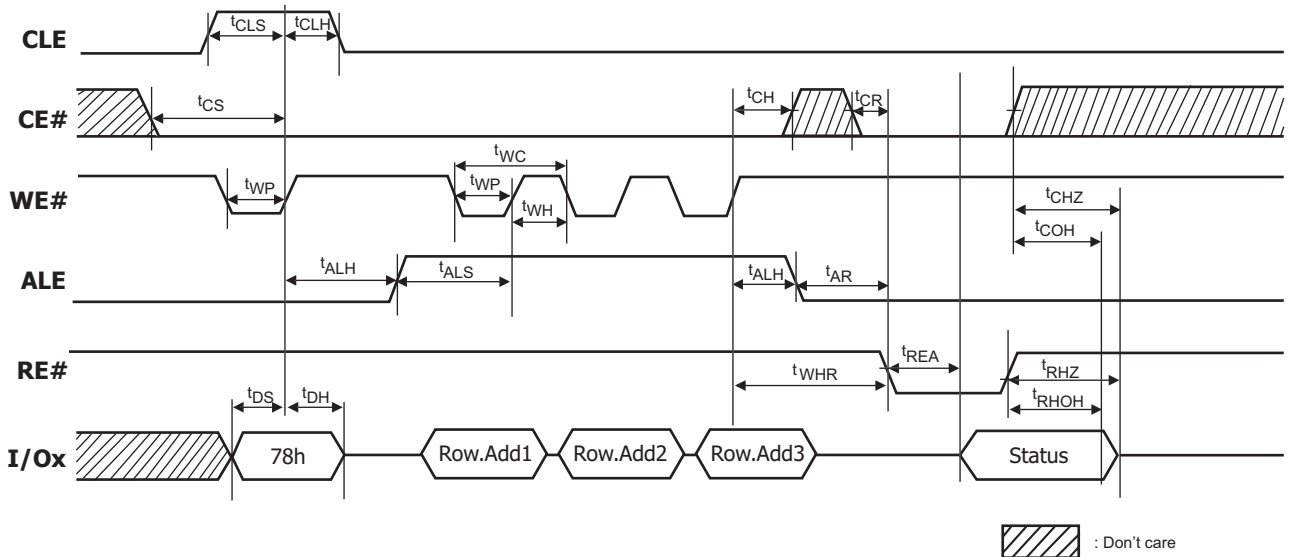 CLE
tCLS
tCLH
CE#
tCS
tCH
tCR
WE#
tWP
tWC
tWP
tWH
tCHZ
tCOH
ALE
tALH
tALS
tALH
tAR
RE#
tWHR
tREA
tRHZ
tRHOH
tDS
tDH
I/Ox
78h
Row.Add1
Row.Add2
Row.Add3
Status
: Don't care